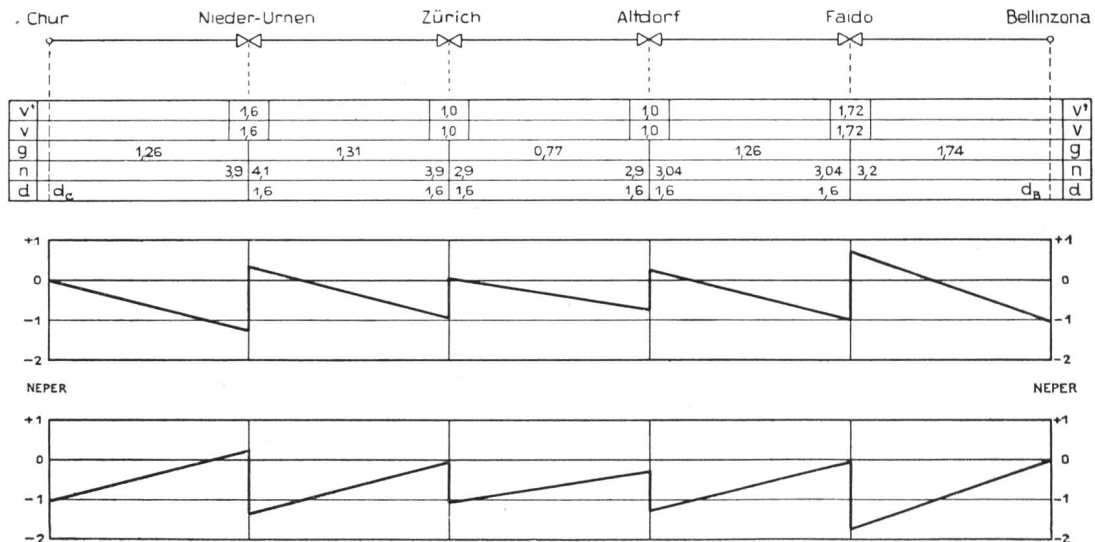 Chur Nieder-Urnen Zürich Altdorf Faido Bellinzona
v' 1,6 1,0 1,0 1,72 v'
v 1,6 1,0 1,0 1,72 v
g 1,26 1,31 0,77 1,26 1,74 g
n 3,9 4,1 3,9 2,9 2,9 3,04 3,04 3,2 n
d dC 1,6 1,6 1,6 1,6 1,6 1,6 dB d
+1 +1
0 0
-1 -1
-2 -2
NEPER NEPER
+1 +1
0 0
-1 -1
-2 -2